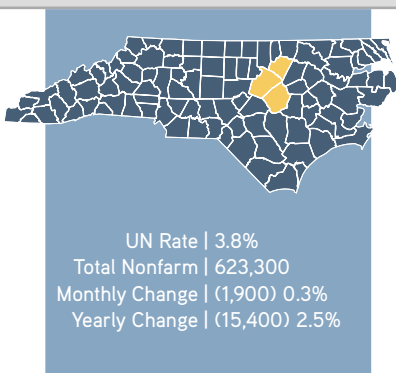 UN Rate | 3.8%
Total Nonfarm | 623,300
Monthly Change | (1,900) 0.3%
Yearly Change | (15,400) 2.5%